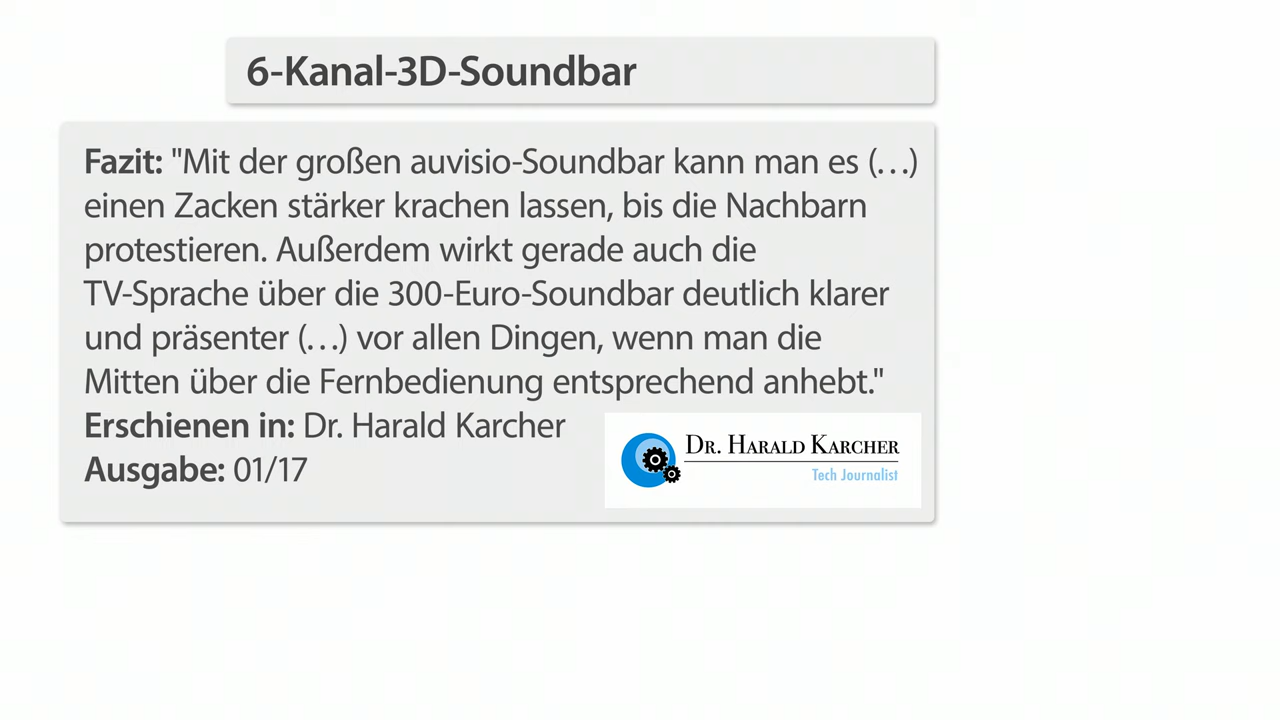 6-Kanal-3D-Soundbar
Fazit: "Mit der großen auvisio-Soundbar kann man es (…)
einen Zacken stärker krachen lassen, bis die Nachbarn
protestieren. Außerdem wirkt gerade auch die
TV-Sprache über die 300-Euro-Soundbar deutlich klarer
und präsenter (…) vor allen Dingen, wenn man die
Mitten über die Fernbedienung entsprechend anhebt."
Erschienen in: Dr. Harald Karcher
Ausgabe: 01/17
DR. HARALD KARCHER
Tech Journalist